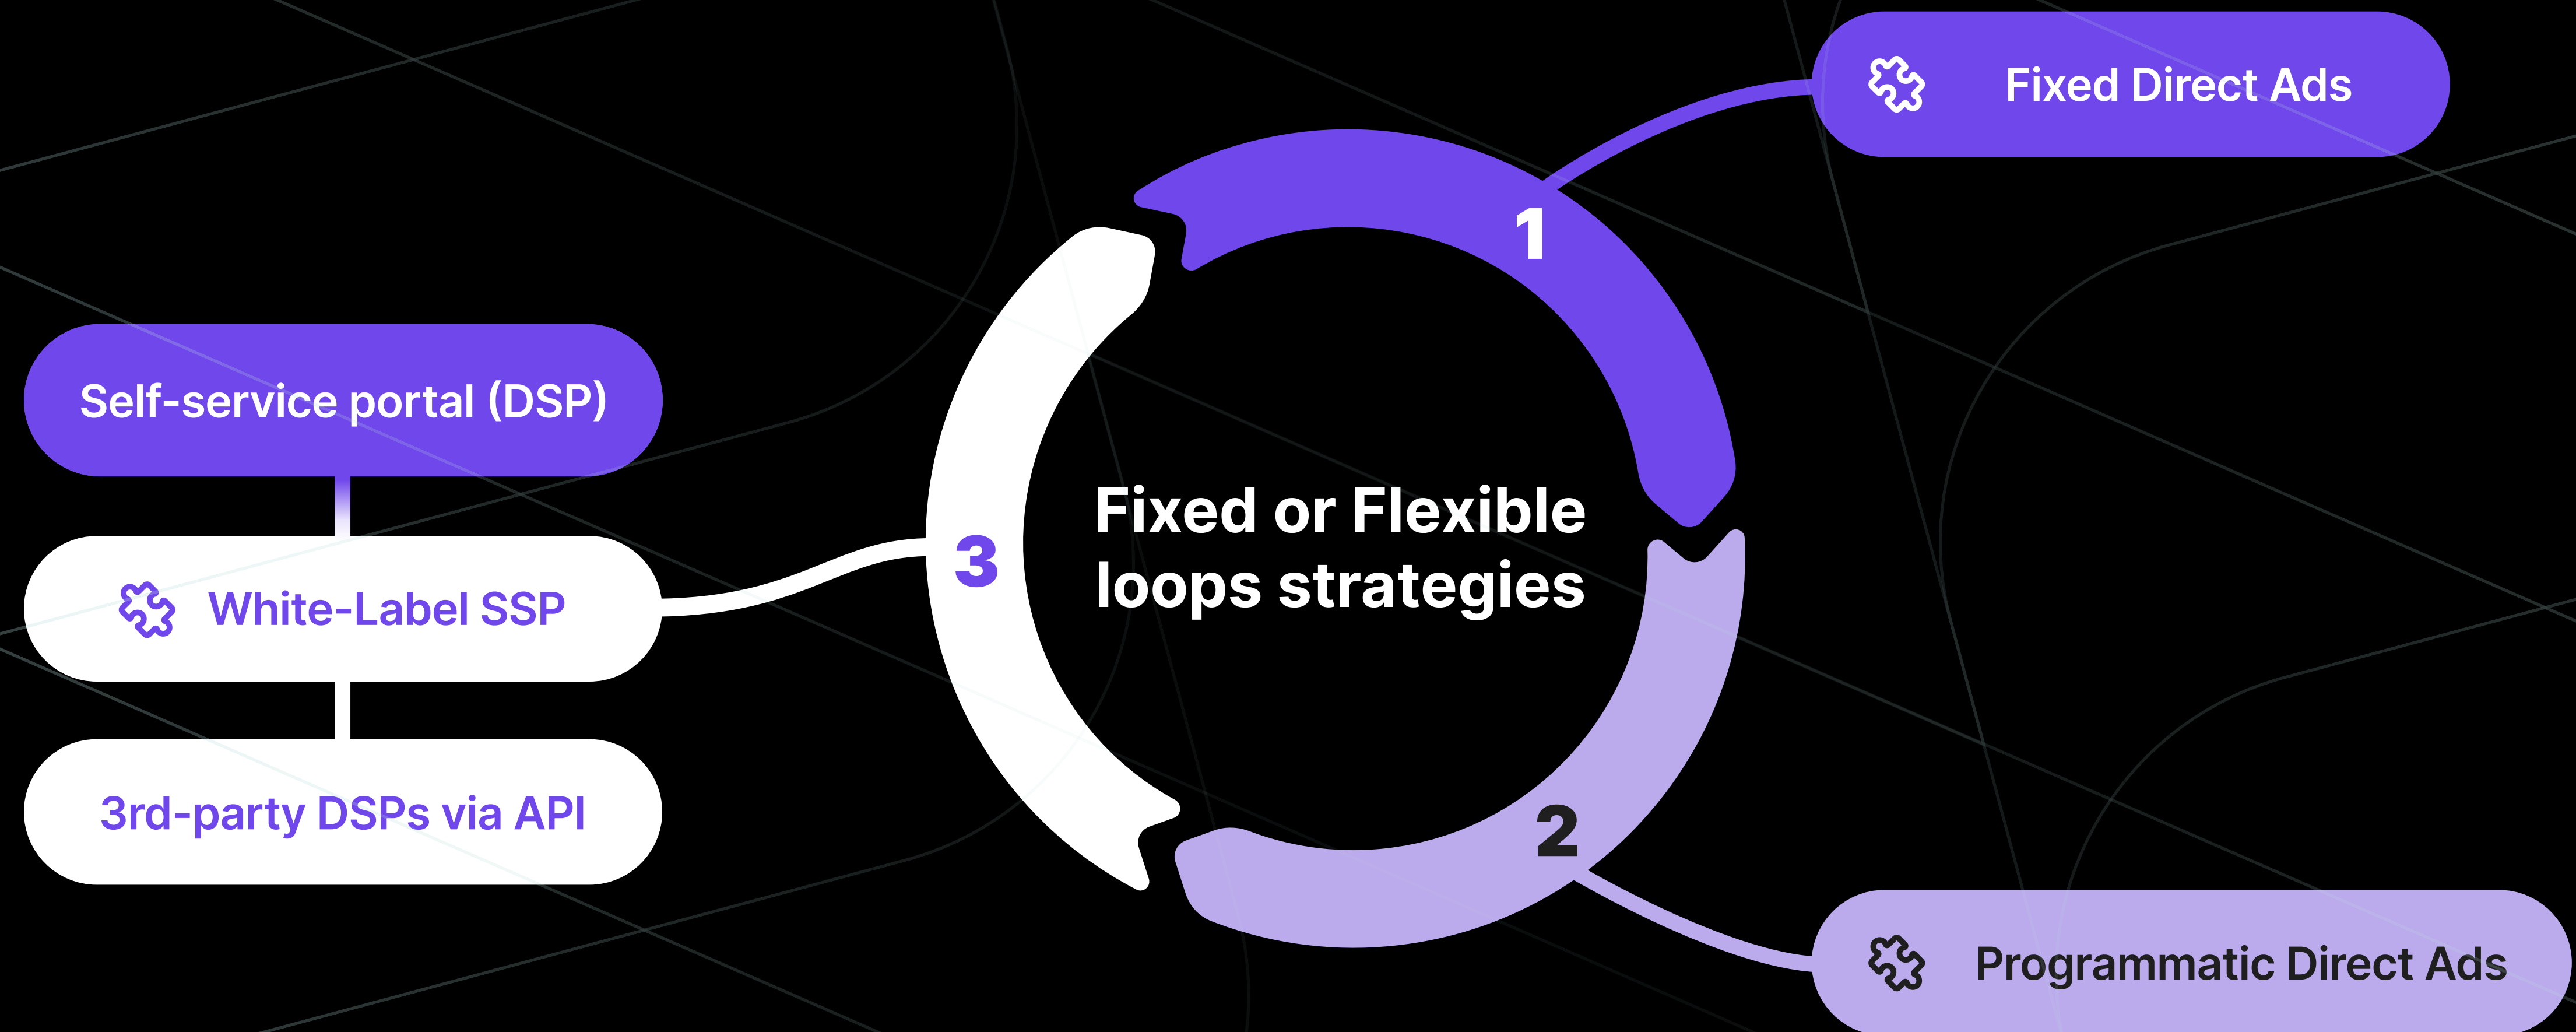 Fixed Direct Ads
1
Self-service portal (DSP)
Fixed or Flexible
loops strategies
3
White-Label SSP
3rd-party DSPs via API
2
Programmatic Direct Ads